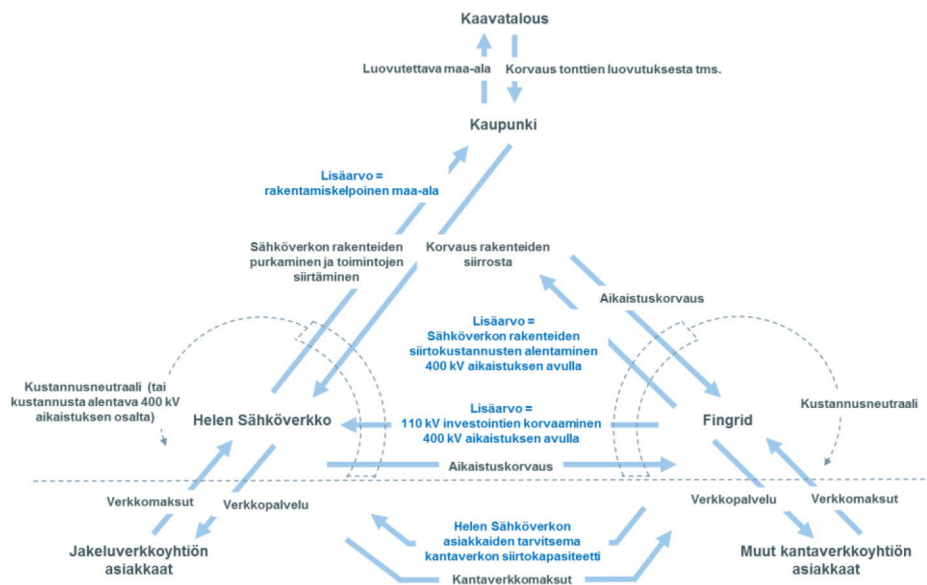 Kaavatalous
Luovutettava maa-ala
Korvaus tonttien luovutuksesta tms.
Kaupunki
Lisäarvo =
rakentamiskelpoinen maa-ala
Sähköverkon rakenteiden
purkaminen ja toimintojen
siirtäminen
Korvaus rakenteiden
siirrosta
Aikaistuskorvaus
Lisäarvo =
Sähköverkon rakenteiden
siirtokustannusten alentaminen
400 kV aikaistuksen avulla
Kustannusneutraali (tai
kustannusta alentava 400 kV
aikaistuksen osalta)
Helen Sähköverkko
Lisäarvo =
110 kV investointien korvaaminen
400 kV aikaistuksen avulla
Fingrid
Kustannusneutraali
Aikaistuskorvaus
Verkkomaksut
Verkkopalvelu
Verkkopalvelu
Verkkomaksut
Jakeluverkkoyhtiön
asiakkaat
Helen Sähköverkon
asiakkaiden tarvitsema
kantaverkon siirtokapasiteetti
Kantaverkkomaksut
Muut kantaverkkoyhtiön
asiakkaat